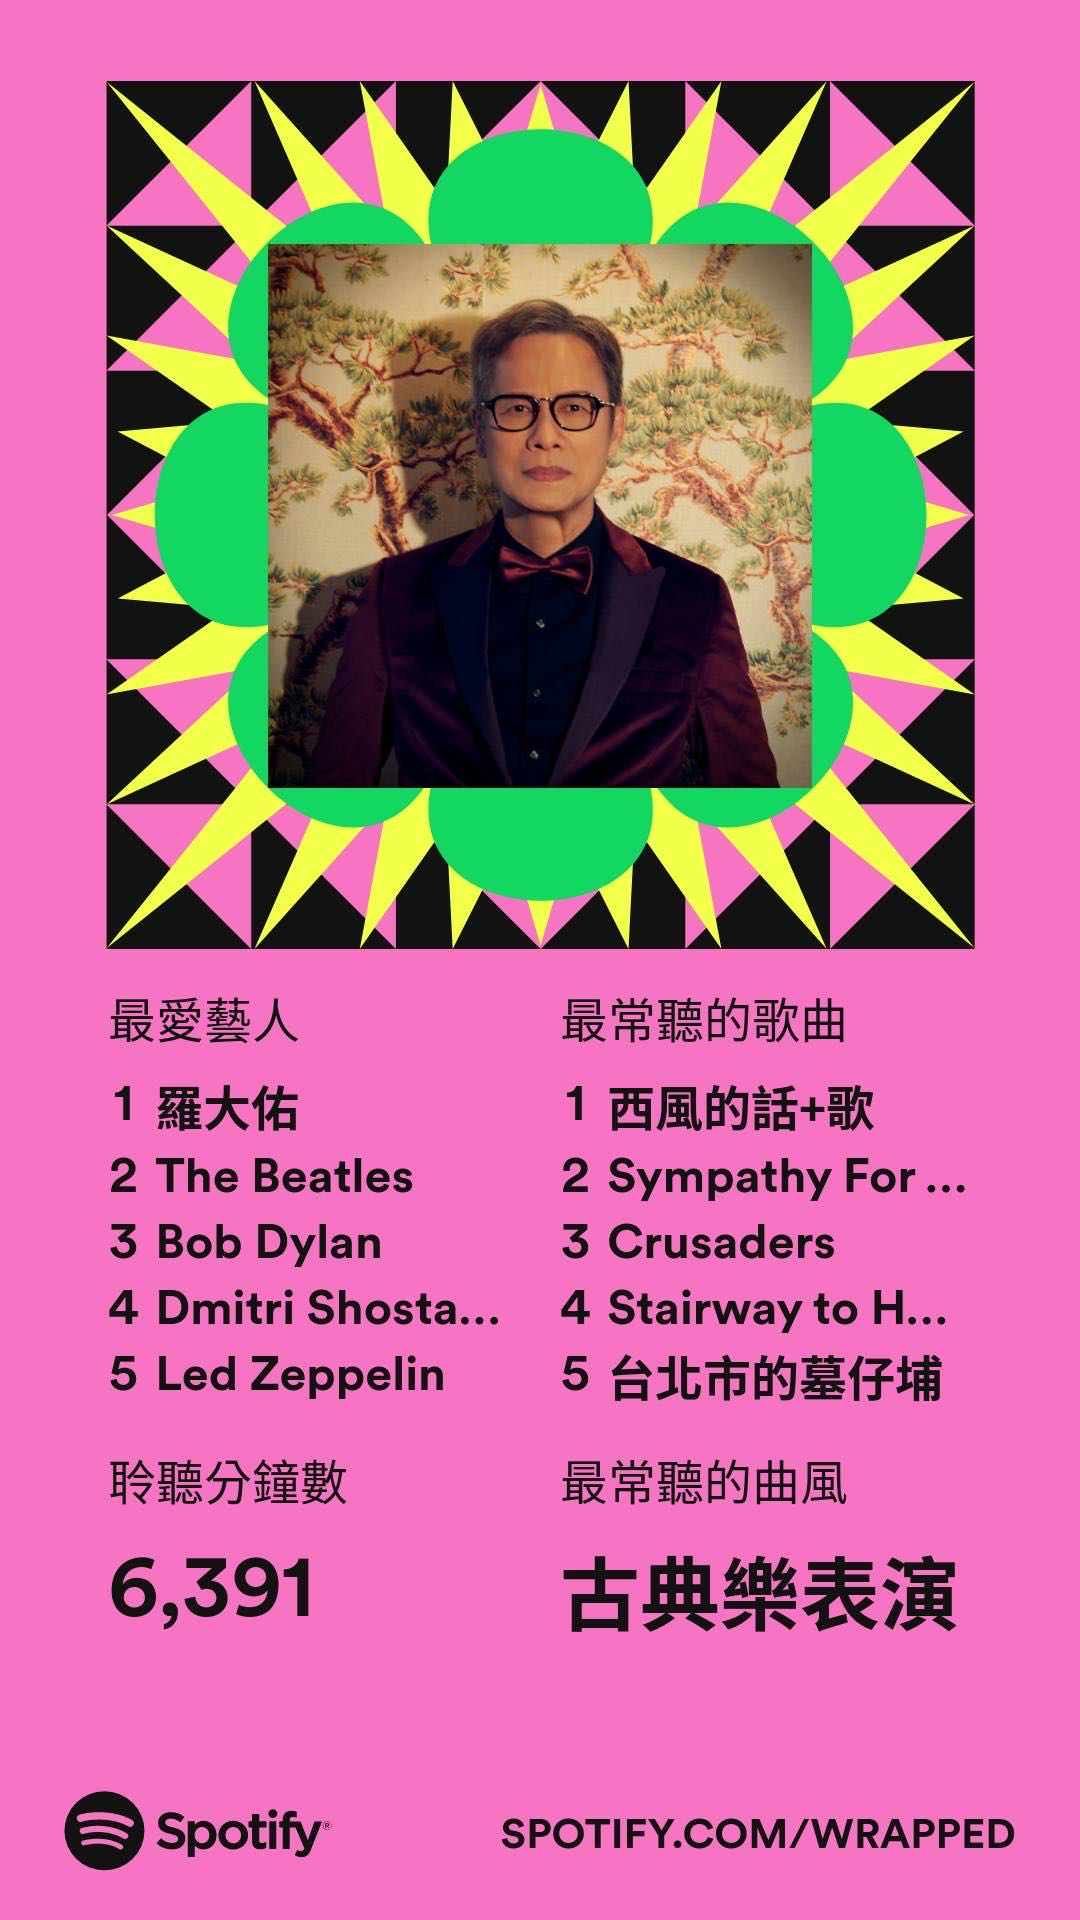 最愛藝人
1 羅大佑
2 The Beatles
3 Bob Dylan
4 Dmitri Shosta...
5 Led Zeppelin
最常聽的歌曲
1 西風的話+歌
2 Sympathy For ...
3 Crusaders
4 Stairway to H...
5 台北市的墓仔埔
聆聽分鐘數
6,391
最常聽的曲風
古典樂表演
Spotify®
SPOTIFY.COM/WRAPPED